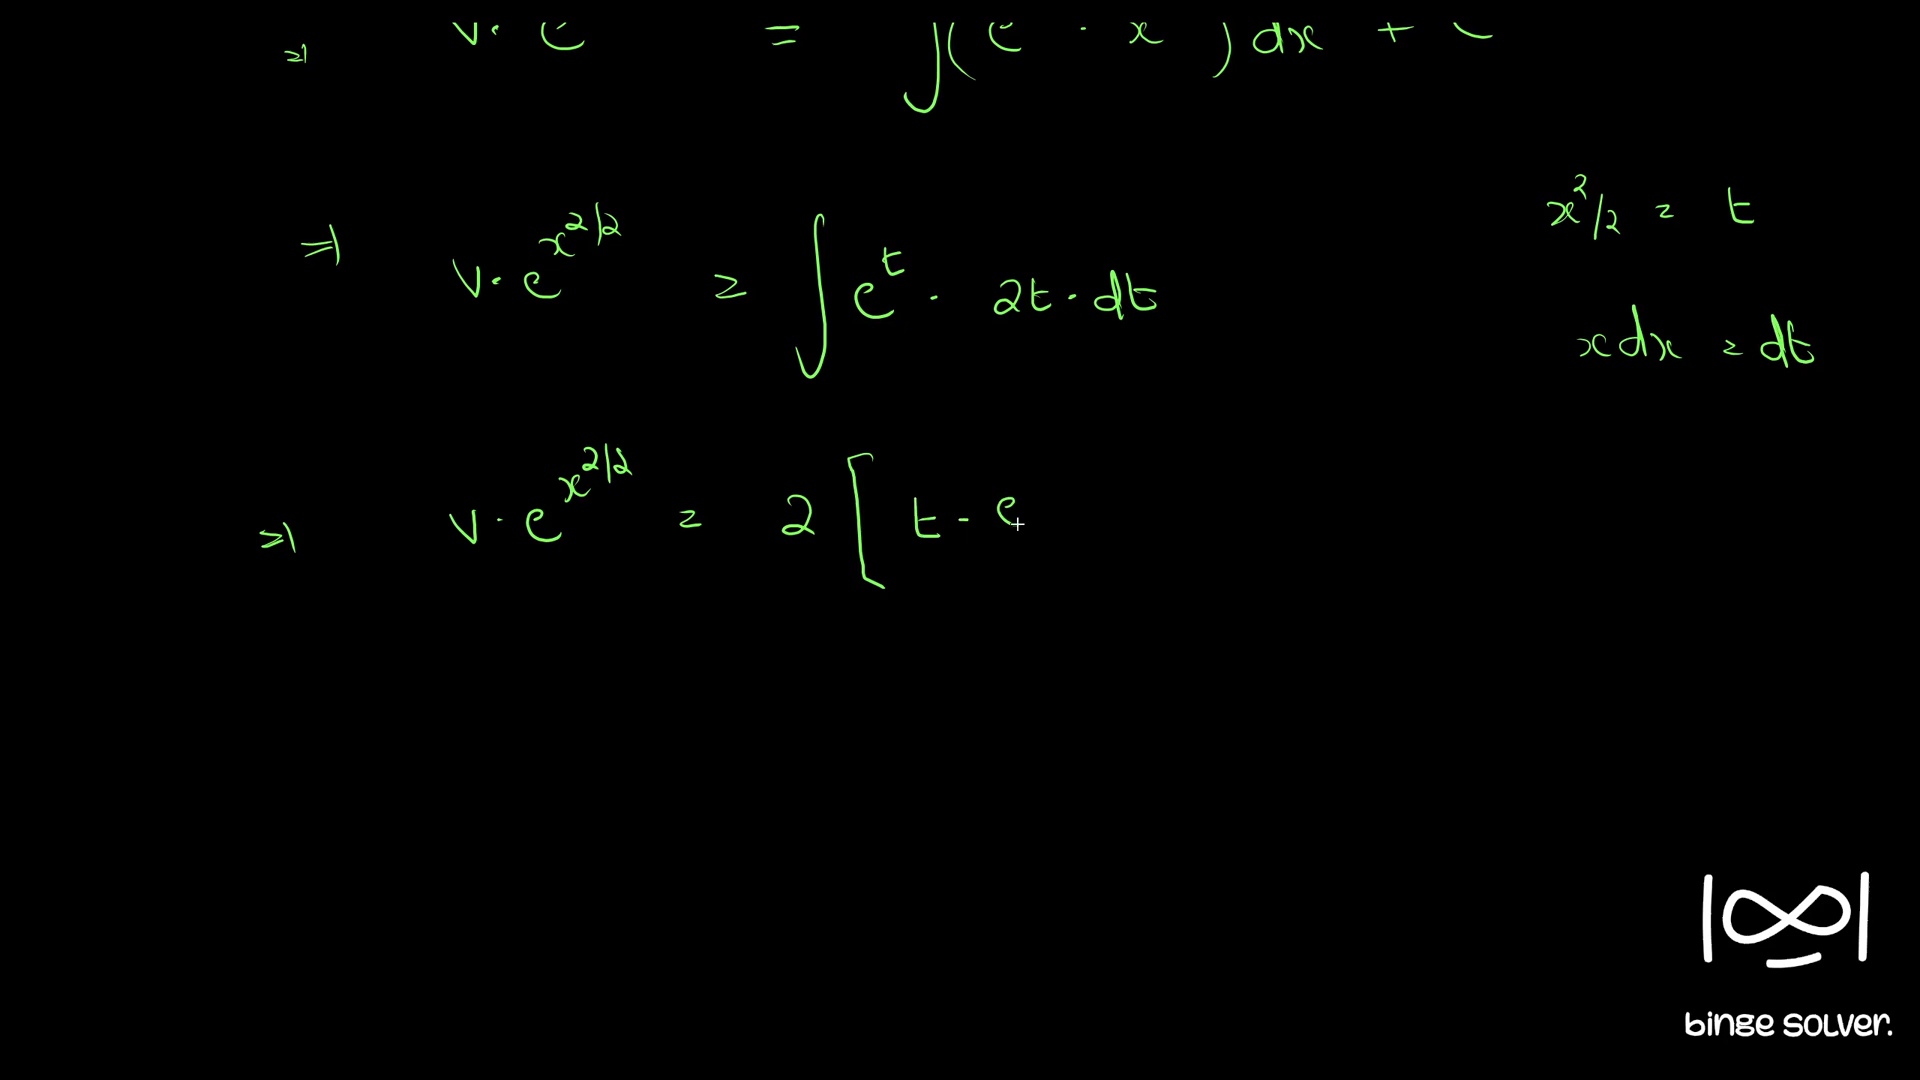 ⇒ v· e = ∫(e · x ) dx +
x²/2 = t
⇒ v· e^(x²/2) = ∫ e^t · 2t · dt
x dx = dt
⇒ v· e^(x²/2) = 2 [ t - e
binge solver.